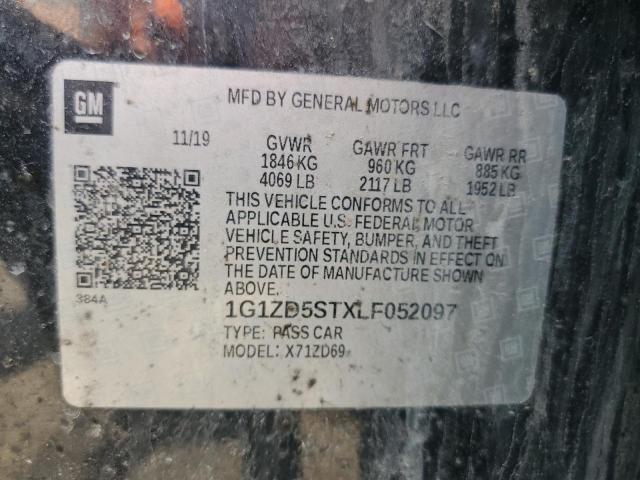 GM
MFD BY GENERAL MOTORS LLC
11/19 GVWR GAWR FRT GAWR RR
1846 KG 960 KG 885 KG
4069 LB 2117 LB 1952 LB
THIS VEHICLE CONFORMS TO ALL
APPLICABLE U.S. FEDERAL MOTOR
VEHICLE SAFETY, BUMPER, AND THEFT
PREVENTION STANDARDS IN EFFECT ON
THE DATE OF MANUFACTURE SHOWN
ABOVE.
384A
1G1ZD5STXLF052097
TYPE: PASS CAR
MODEL: X71ZD69